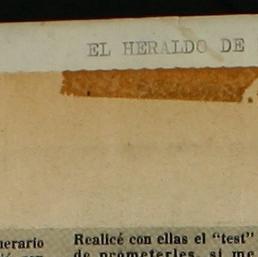 EL HERALDO DE
nerario
Realicé con ellas el "test"
de prometerles, si me